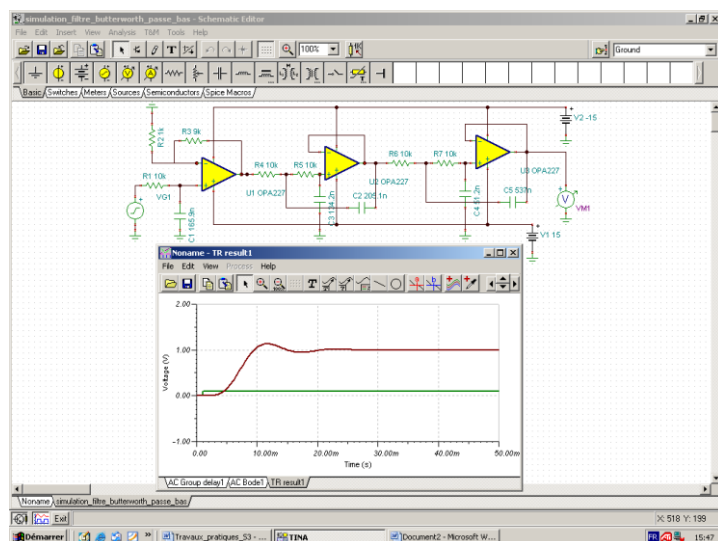 simulation_filtre_butterworth_passe_bas - Schematic Editor
File Edit Insert View Analysis T&M Tools Help
100%
Ground
Basic Switches Meters Sources Semiconductors Spice Macros
V2 -15
R2 1k
R3 9k
R1 10k
VG1
C1 165.9n
U1 OPA227
R4 10k
R5 10k
C3 134.2n
C2 205.1n
U2 OPA227
R6 10k
R7 10k
C4 51.2n
C5 537n
U3 OPA227
VM1
V1 15
Noname - TR result1
File Edit View Process Help
2.00
1.00
0.00
-1.00
Voltage (V)
0.00 10.00m 20.00m 30.00m 40.00m 50.00m
Time (s)
AC Group delay1 AC Bode1 TR result1
Noname simulation_filtre_butterworth_passe_bas
Exit
X: 518 Y: 199
Démarrer
Travaux_pratiques_53 - ...
TINA
Document2 - Microsoft W...
FR
15:47